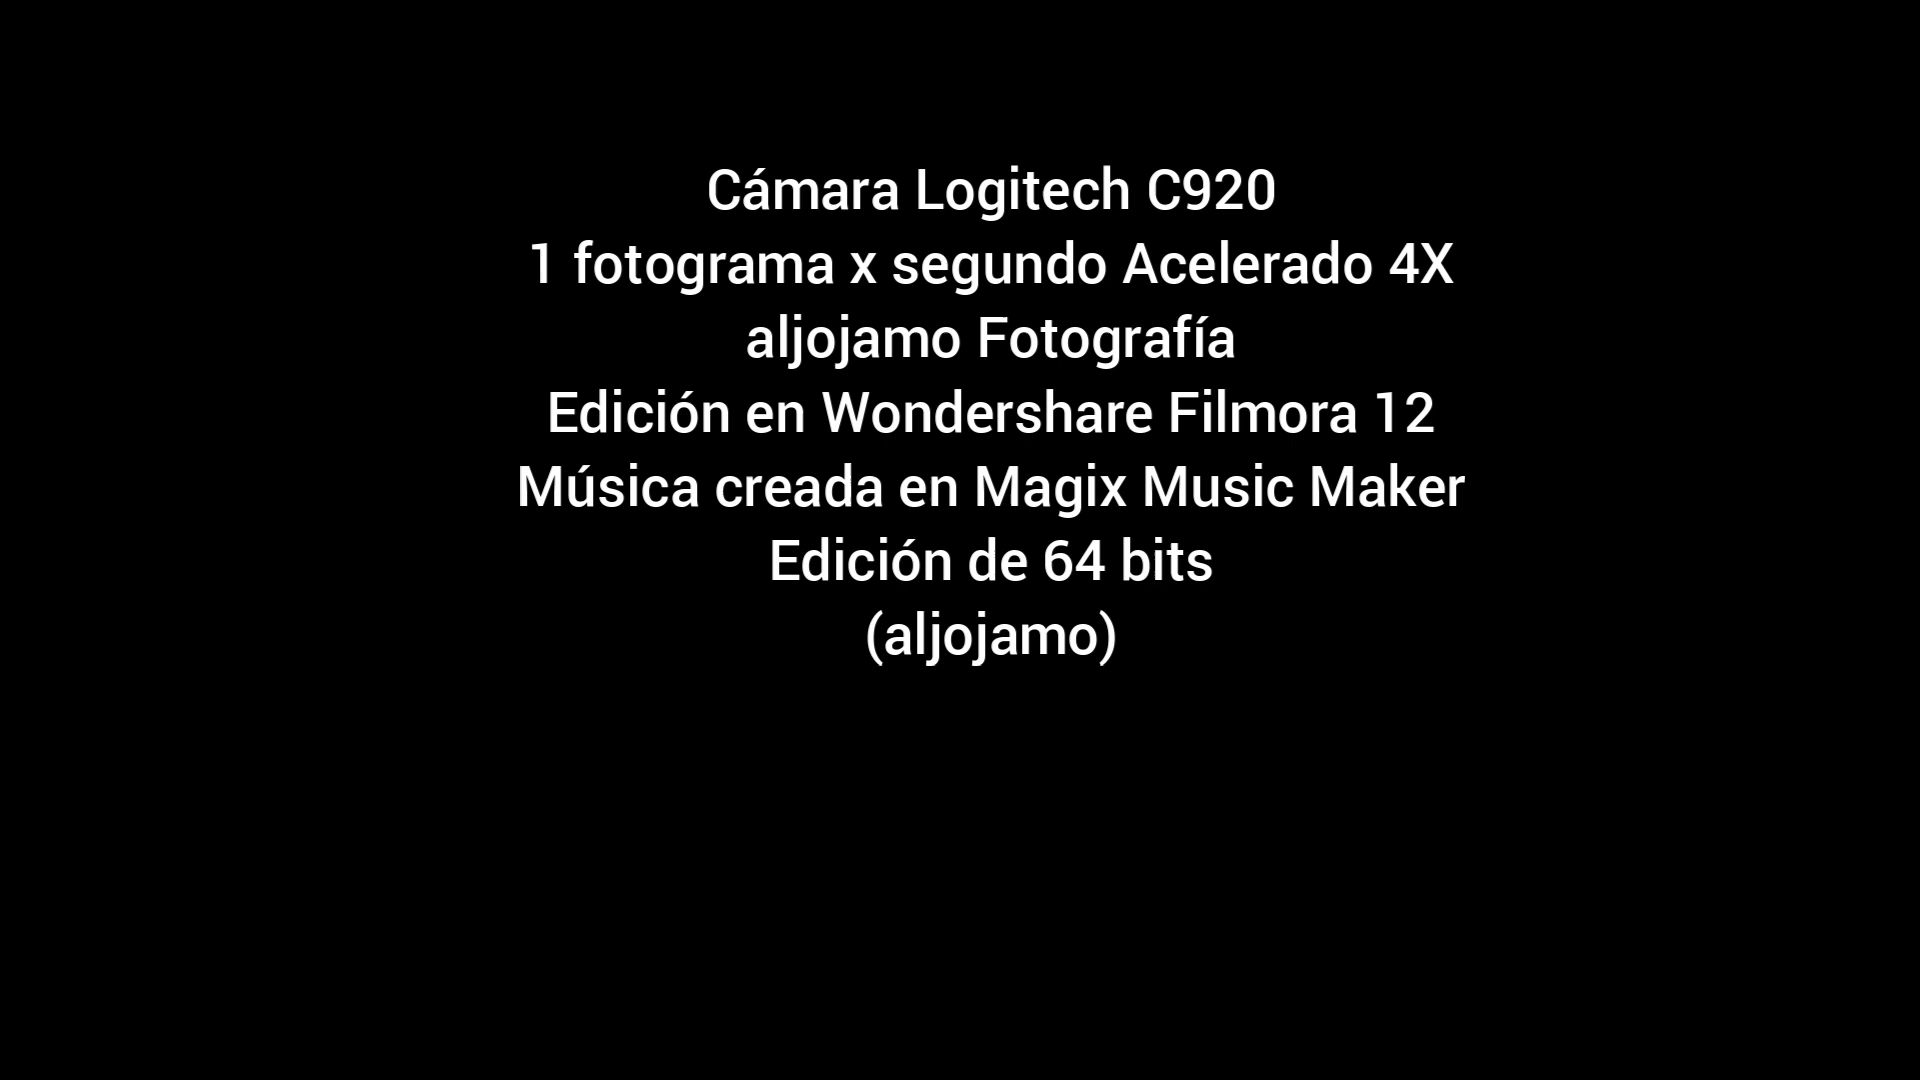 Cámara Logitech C920
1 fotograma x segundo Acelerado 4X
aljojamo Fotografía
Edición en Wondershare Filmora 12
Música creada en Magix Music Maker
Edición de 64 bits
(aljojamo)